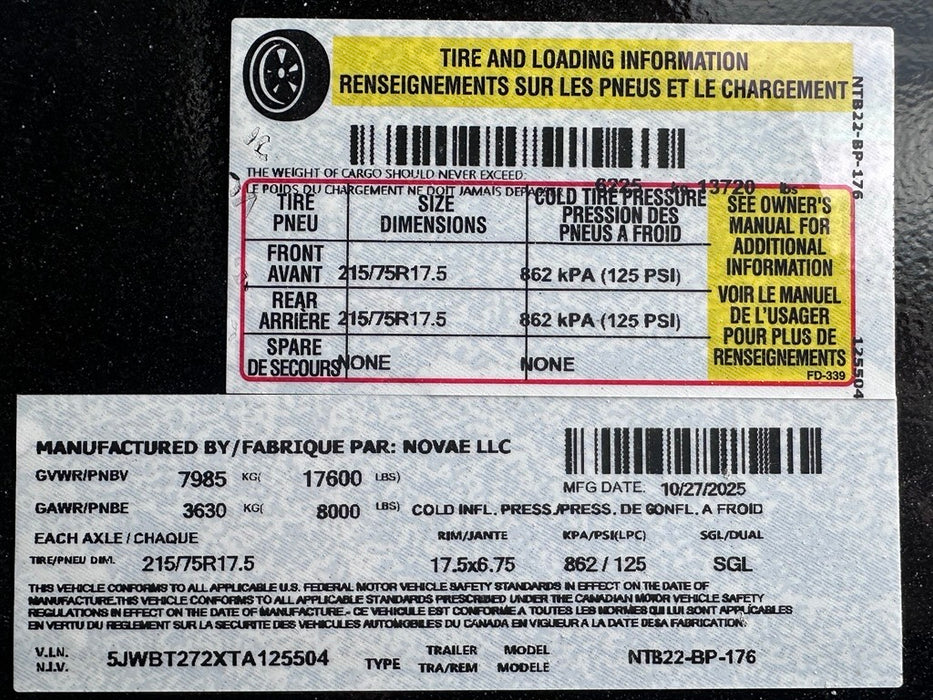 TIRE AND LOADING INFORMATION
RENSEIGNEMENTS SUR LES PNEUS ET LE CHARGEMENT
NTB22-BP-176
THE WEIGHT OF CARGO SHOULD NEVER EXCEED:
LE POIDS DU CHARGEMENT NE DOIT JAMAIS DEPASSER 6225 kg 13720 lbs
TIRE PNEU SIZE DIMENSIONS COLD TIRE PRESSURE PRESSION DES PNEUS A FROID
FRONT AVANT 215/75R17.5 862 kPA (125 PSI)
REAR ARRIÈRE 215/75R17.5 862 kPA (125 PSI)
SPARE DE SECOURS NONE NONE
SEE OWNER'S
MANUAL FOR
ADDITIONAL
INFORMATION
VOIR LE MANUEL
DE L'USAGER
POUR PLUS DE
RENSEIGNEMENTS
FD-339
125504
MANUFACTURED BY/FABRIQUE PAR: NOVAE LLC
GVWR/PNBV 7985 KG( 17600 LBS)
MFG DATE. 10/27/2025
GAWR/PNBE 3630 KG( 8000 LBS) COLD INFL. PRESS./PRESS. DE GONFL. A FROID
EACH AXLE / CHAQUE RIM/JANTE KPA/PSI(LPC) SGL/DUAL
TIRE/PNEU DIM. 215/75R17.5 17.5x6.75 862 / 125 SGL
THIS VEHICLE CONFORMS TO ALL APPLICABLE U.S. FEDERAL MOTOR VEHICLE SAFETY STANDARDS IN EFFECT ON THE DATE OF
MANUFACTURE.THIS VEHICLE CONFORMS TO ALL APPLICABLE STANDARDS PRESCRIBED UNDER THE CANADIAN MOTOR VEHICLE SAFETY
REGULATIONS IN EFFECT ON THE DATE OF MANUFACTURE.- CE VEHICULE EST CONFORME A TOUTES LES NORMES QUI LUI SONT APPLICABLES
EN VERTU DU REGLEMENT SUR LA SECURITE DES VEHICULES AUTOMOBILES DU CANADA EN VIGUEUR A LA DATE DESA FABRICATION.
V.I.N. N.I.V. 5JWBT272XTA125504 TYPE TRAILER TRA/REM MODEL MODELE NTB22-BP-176